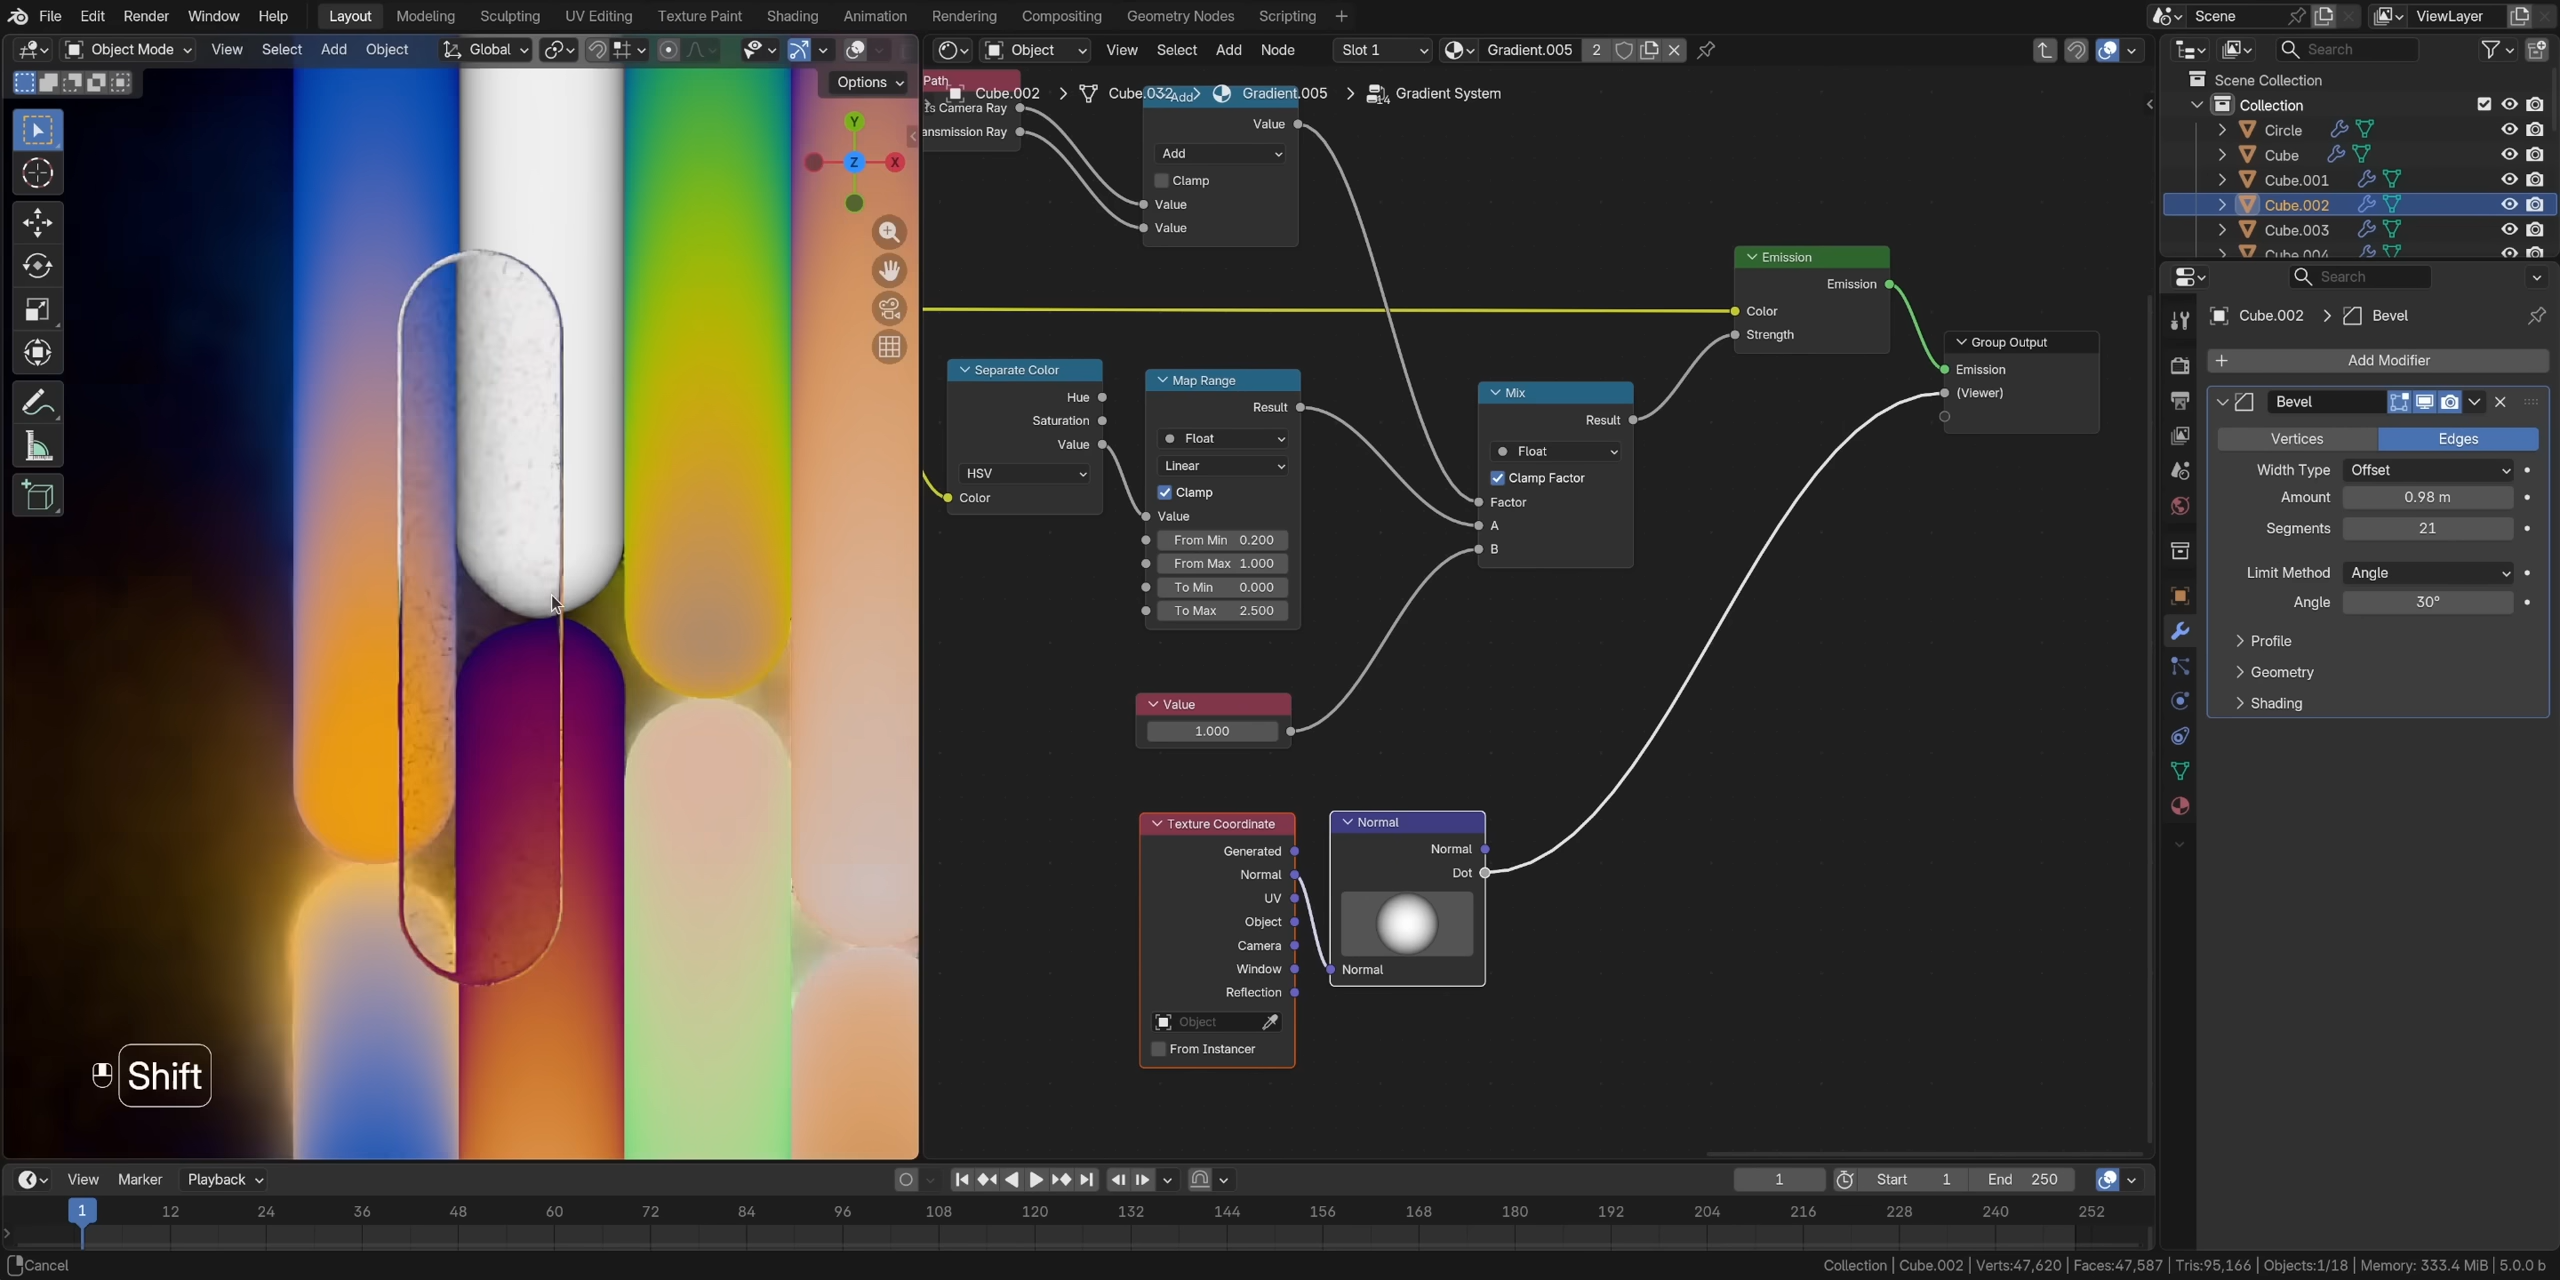 File Edit Render Window Help Layout Modeling Sculpting UV Editing Texture Paint Shading Animation Rendering Compositing Geometry Nodes Scripting + Scene ViewLayer
Object Mode View Select Add Object Global Object View Select Add Node Slot 1 Gradient.005 2 Search
Options
Cube.002 > Cube.032 > Gradient.005 > Gradient System
Path
Is Camera Ray
ansmission Ray
Add
Value
Add
Clamp
Value
Value
Y
Z
X
Separate Color
Hue
Saturation
Value
HSV
Color
Map Range
Result
Float
Linear
Clamp
Value
From Min 0.200
From Max 1.000
To Min 0.000
To Max 2.500
Mix
Result
Float
Clamp Factor
Factor
A
B
Emission
Emission
Color
Strength
Group Output
Emission
(Viewer)
Value
1.000
Texture Coordinate
Generated
Normal
UV
Object
Camera
Window
Reflection
Object
From Instancer
Normal
Normal
Dot
Normal
Shift
Scene Collection
Collection
Circle
Cube
Cube.001
Cube.002
Cube.003
Cube.004
Search
Cube.002 > Bevel
+ Add Modifier
Bevel
Vertices Edges
Width Type Offset
Amount 0.98 m
Segments 21
Limit Method Angle
Angle 30°
Profile
Geometry
Shading
View Marker Playback 1 Start 1 End 250
1 12 24 36 48 60 72 84 96 108 120 132 144 156 168 180 192 204 216 228 240 252
Cancel Collection | Cube.002 | Verts:47,620 | Faces:47,587 | Tris:95,166 | Objects:1/18 | Memory: 333.4 MiB | 5.0.0 b